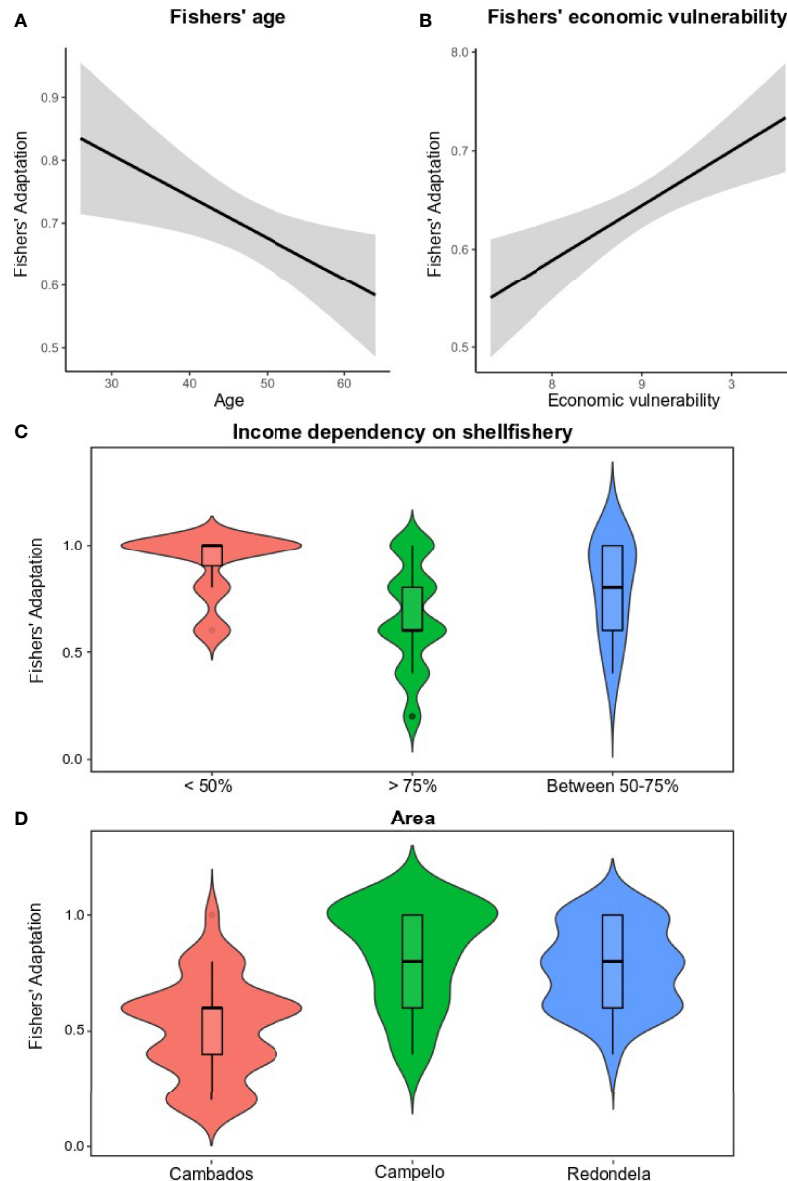 A Fishers' age
B Fishers' economic vulnerability
Fishers' Adaptation
0.9
0.8
0.7
0.6
0.5
30 40 50 60
Age
Fishers' Adaptation
8.0
0.7
0.6
0.5
8 9 3
Economic vulnerability
C Income dependency on shellfishery
Fishers' Adaptation
1.0
0.5
0.0
< 50% > 75% Between 50-75%
D Area
Fishers' Adaptation
1.0
0.5
0.0
Cambados Campelo Redondela